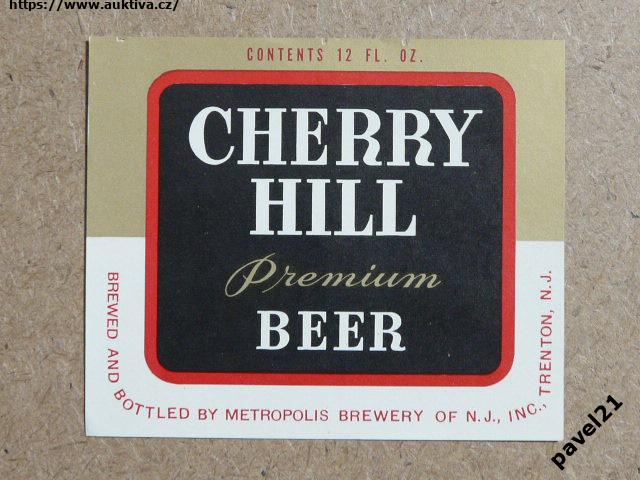 https://www.auktiva.cz/
CONTENTS 12 FL. OZ.
CHERRY
HILL
Premium
BEER
BREWED AND BOTTLED BY METROPOLIS BREWERY OF N.J., INC., TRENTON, N.J.
pavel21